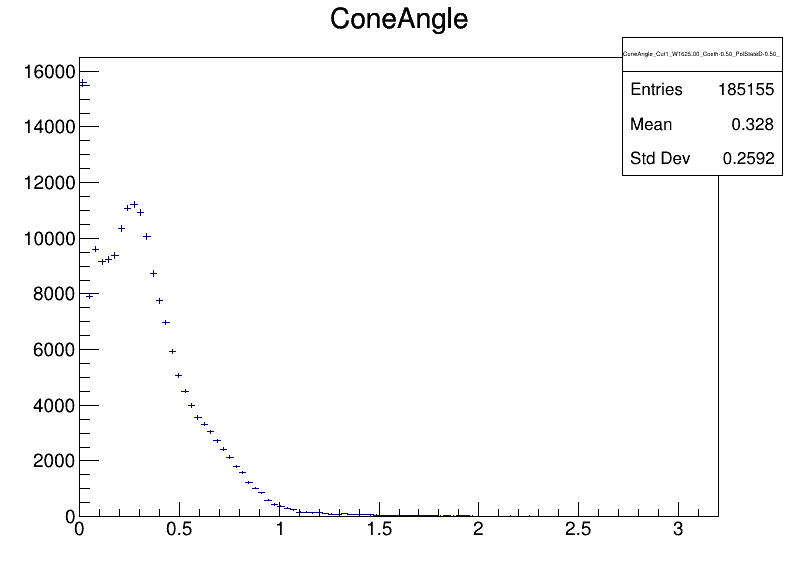 ConeAngle
ConeAngle_Cut1_W1625.00_Costh-0.50_PolStateD-0.50_
Entries 185155
Mean 0.328
Std Dev 0.2592
16000
14000
12000
10000
8000
6000
4000
2000
0
0 0.5 1 1.5 2 2.5 3